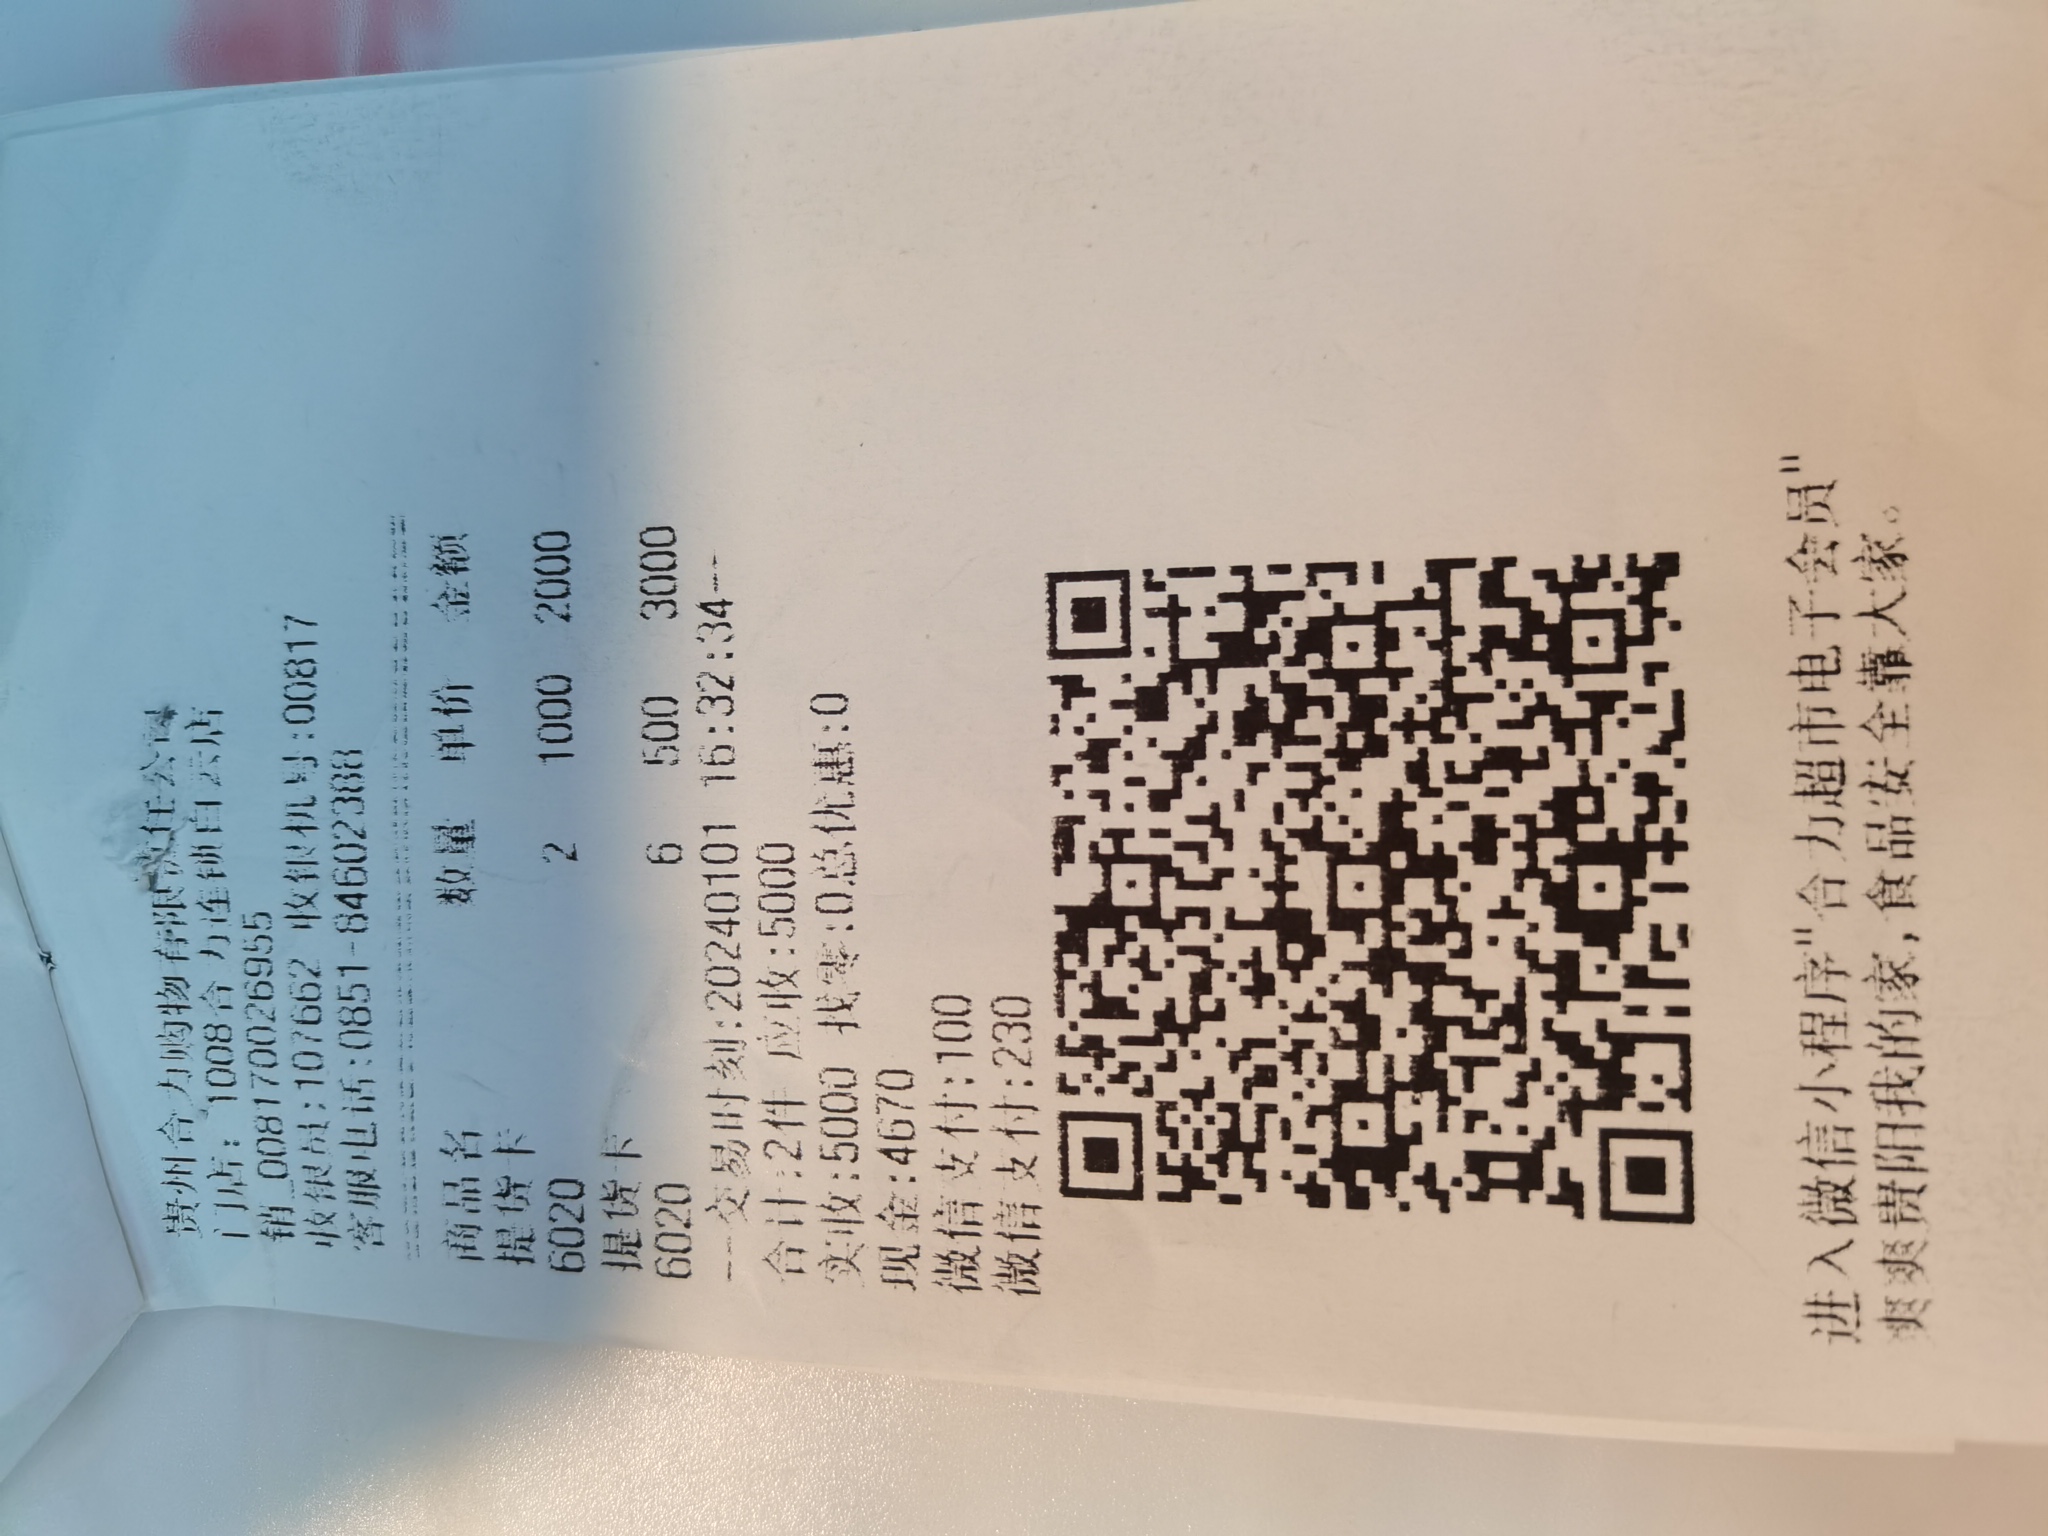 贵州合力购物有限责任公司
门店: 1008合力连锁白云店
销_0081700269​55
收银员:107662 收银机号:00817
客服电话:0851-84602388
商品名 数量 单价 金额
提货卡
6020 2 1000 2000
提货卡
6020 6 500 3000
---交易时刻:20240101 16:32:34---
合计:2件 应收:5000
实收:5000 找零:0总优惠:0
现金:4670
微信支付:100
微信支付:230
进入微信小程序"合力超市电子会员"
爽爽贵阳我的家,食品安全靠大家。